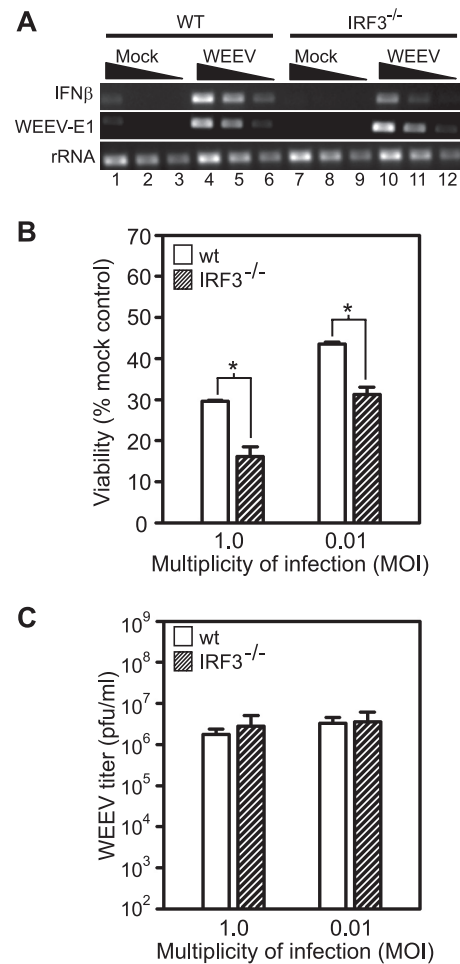 A
WT IRF3-/-
Mock WEEV Mock WEEV
IFNβ
WEEV-E1
rRNA
1 2 3 4 5 6 7 8 9 10 11 12
B
70
60
50
40
30
20
10
0
Viability (% mock control)
wt
IRF3-/-
* *
1.0 0.01
Multiplicity of infection (MOI)
C
10^9
10^8
10^7
10^6
10^5
10^4
10^3
10^2
WEEV titer (pfu/ml)
wt
IRF3-/-
1.0 0.01
Multiplicity of infection (MOI)